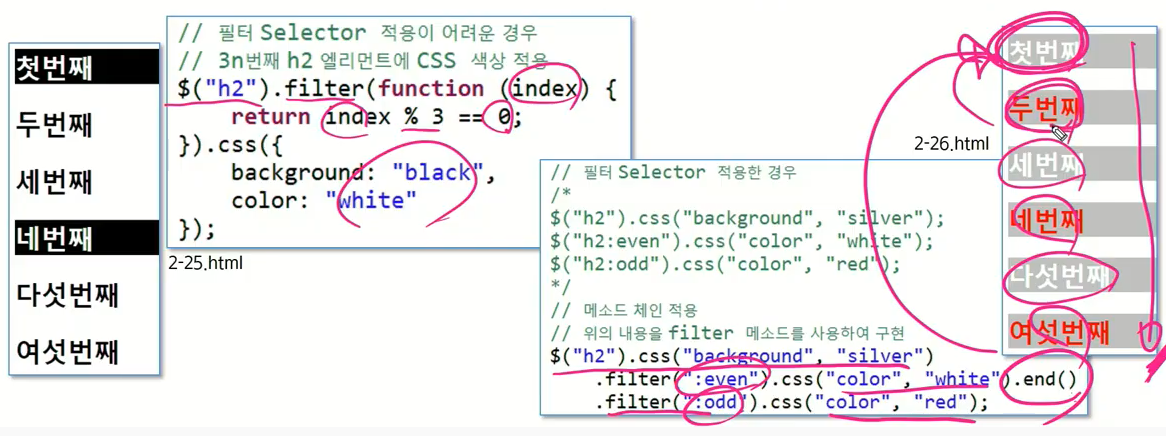 첫번째
두번째
세번째
네번째
다섯번째
여섯번째
// 필터 Selector 적용이 어려운 경우
// 3n번째 h2 엘리먼트에 CSS 색상 적용
$("h2").filter(function (index) {
return index % 3 == 0;
}).css({
background: "black",
color: "white"
});
2-25.html
// 필터 Selector 적용한 경우
/*
$("h2").css("background", "silver");
$("h2:even").css("color", "white");
$("h2:odd").css("color", "red");
*/
// 메소드 체인 적용
// 위의 내용을 filter 메소드를 사용하여 구현
$("h2").css("background", "silver")
.filter(":even").css("color", "white").end()
.filter(":odd").css("color", "red");
2-26.html
첫번째
두번째
세번째
네번째
다섯번째
여섯번째